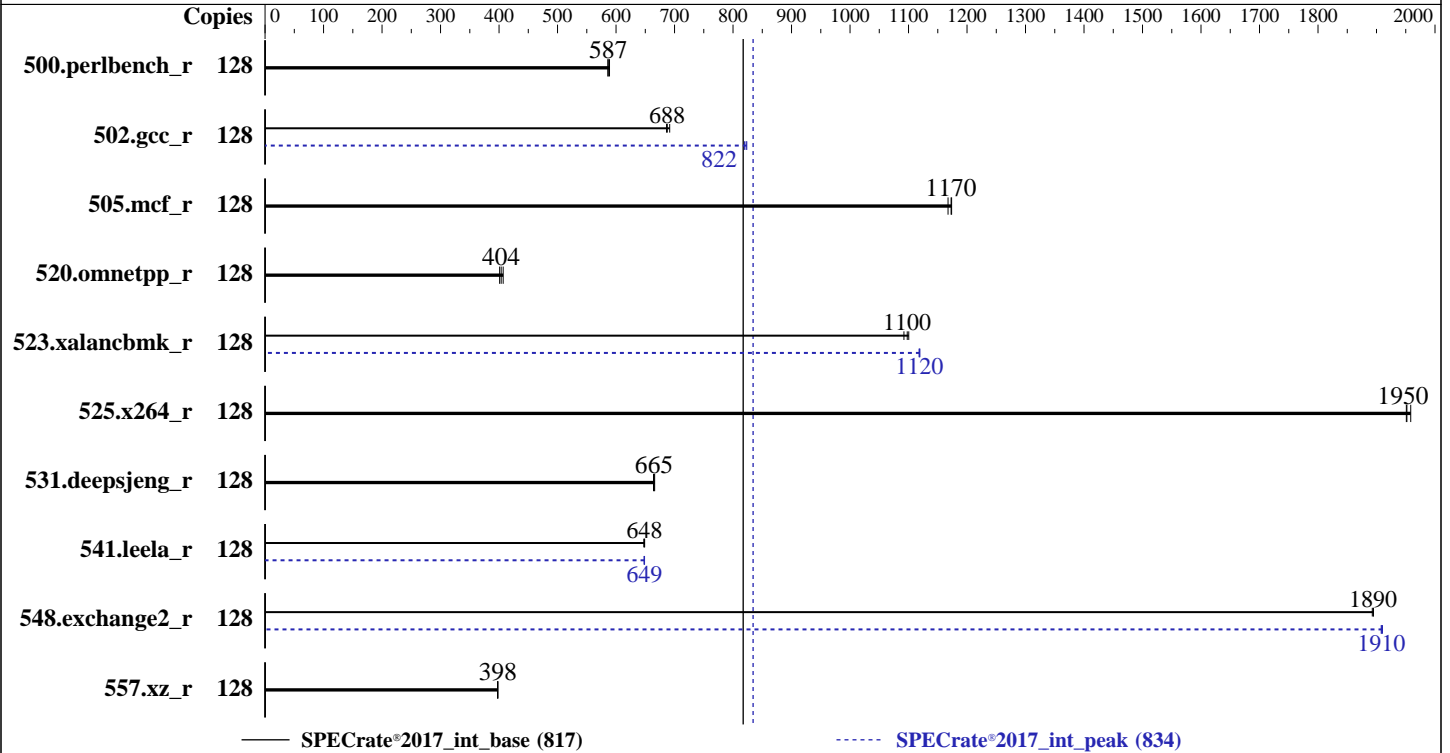 Copies 0 100 200 300 400 500 600 700 800 900 1000 1100 1200 1300 1400 1500 1600 1700 1800 2000
500.perlbench_r 128 587
502.gcc_r 128 688
822
505.mcf_r 128 1170
520.omnetpp_r 128 404
523.xalancbmk_r 128 1100
1120
525.x264_r 128 1950
531.deepsjeng_r 128 665
541.leela_r 128 648
649
548.exchange2_r 128 1890
1910
557.xz_r 128 398
SPECrate®2017_int_base (817) SPECrate®2017_int_peak (834)